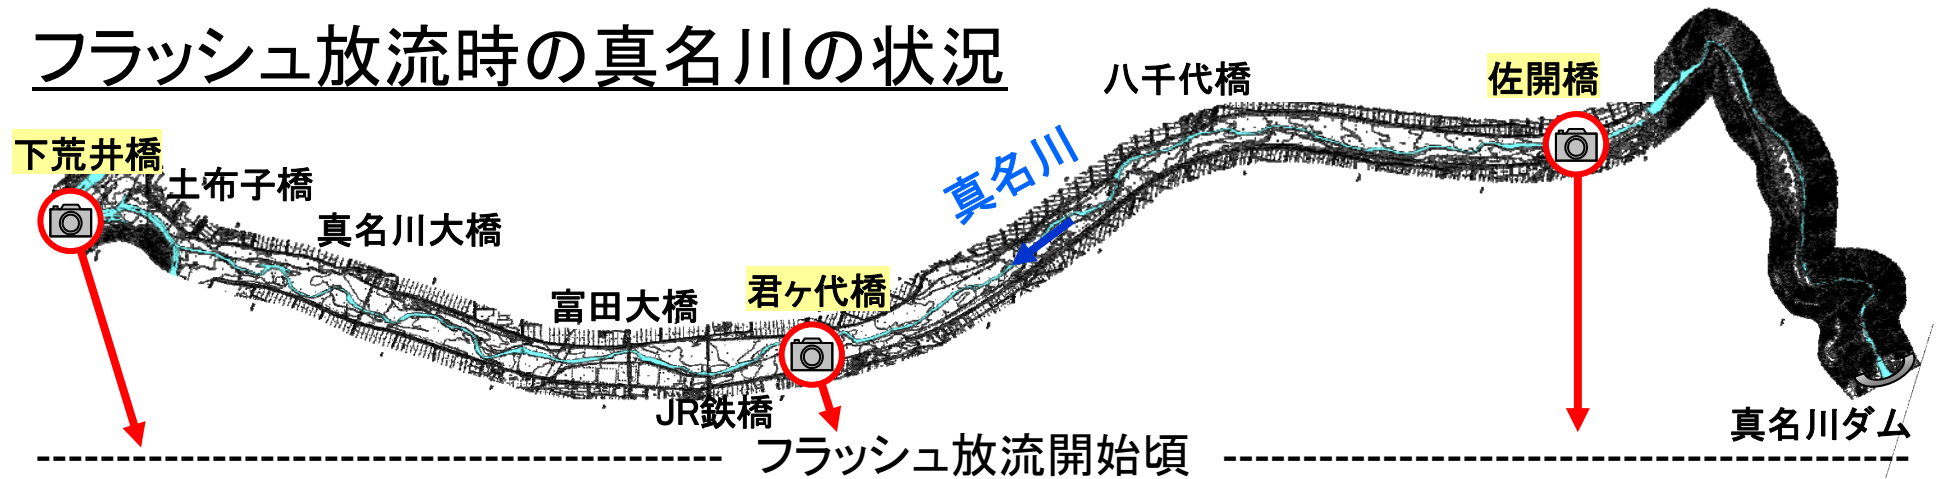 フラッシュ放流時の真名川の状況
八千代橋
佐開橋
下荒井橋
土布子橋
真名川
真名川大橋
富田大橋
君ヶ代橋
JR鉄橋
真名川ダム
フラッシュ放流開始頃